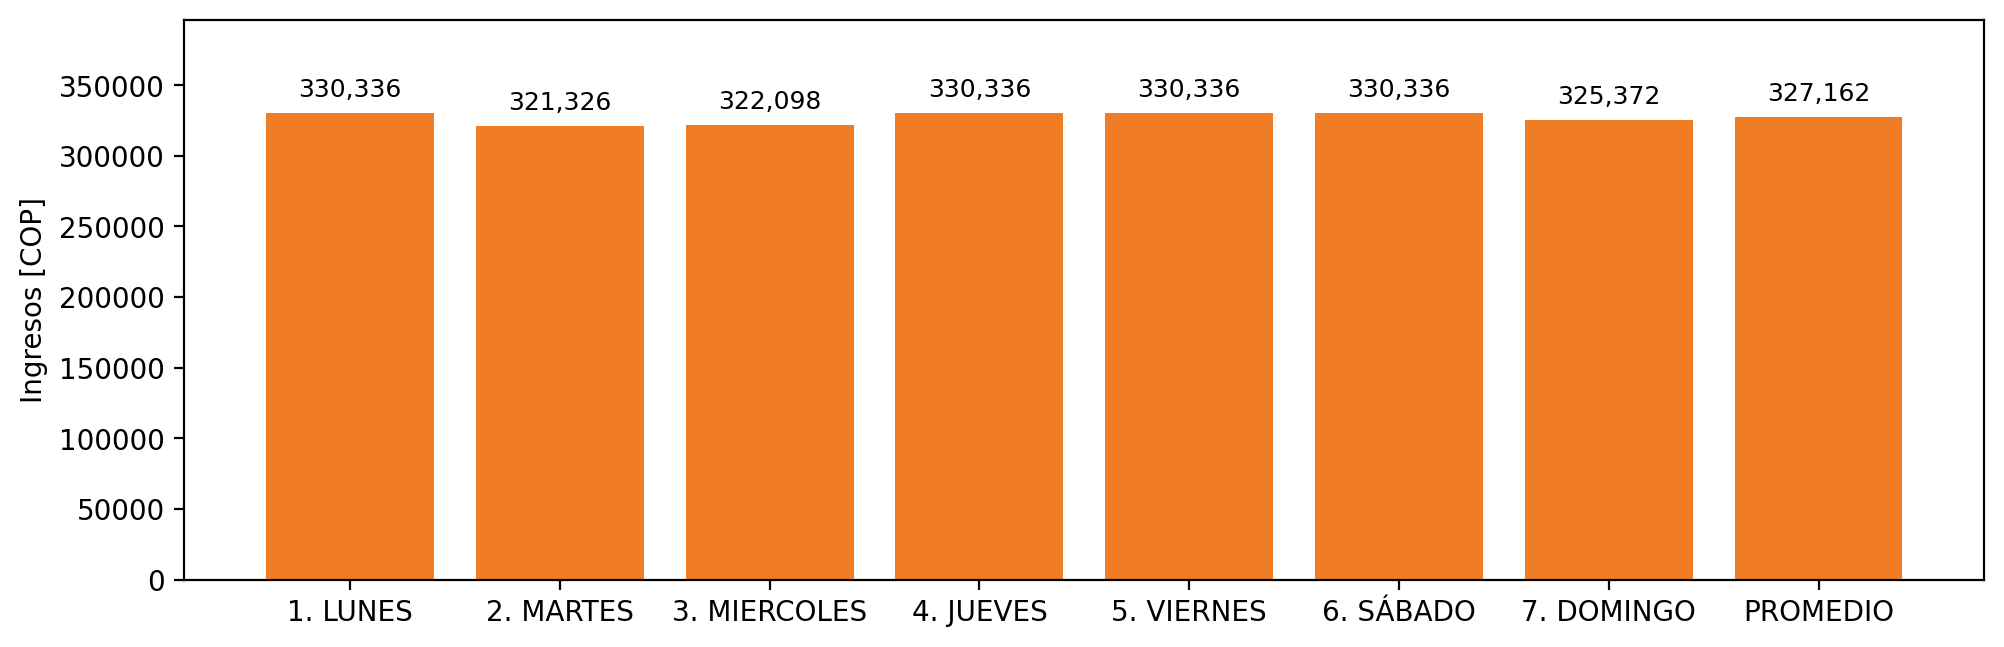 Ingresos [COP]
350000
300000
250000
200000
150000
100000
50000
0
330,336
321,326
322,098
330,336
330,336
330,336
325,372
327,162
1. LUNES
2. MARTES
3. MIERCOLES
4. JUEVES
5. VIERNES
6. SÁBADO
7. DOMINGO
PROMEDIO